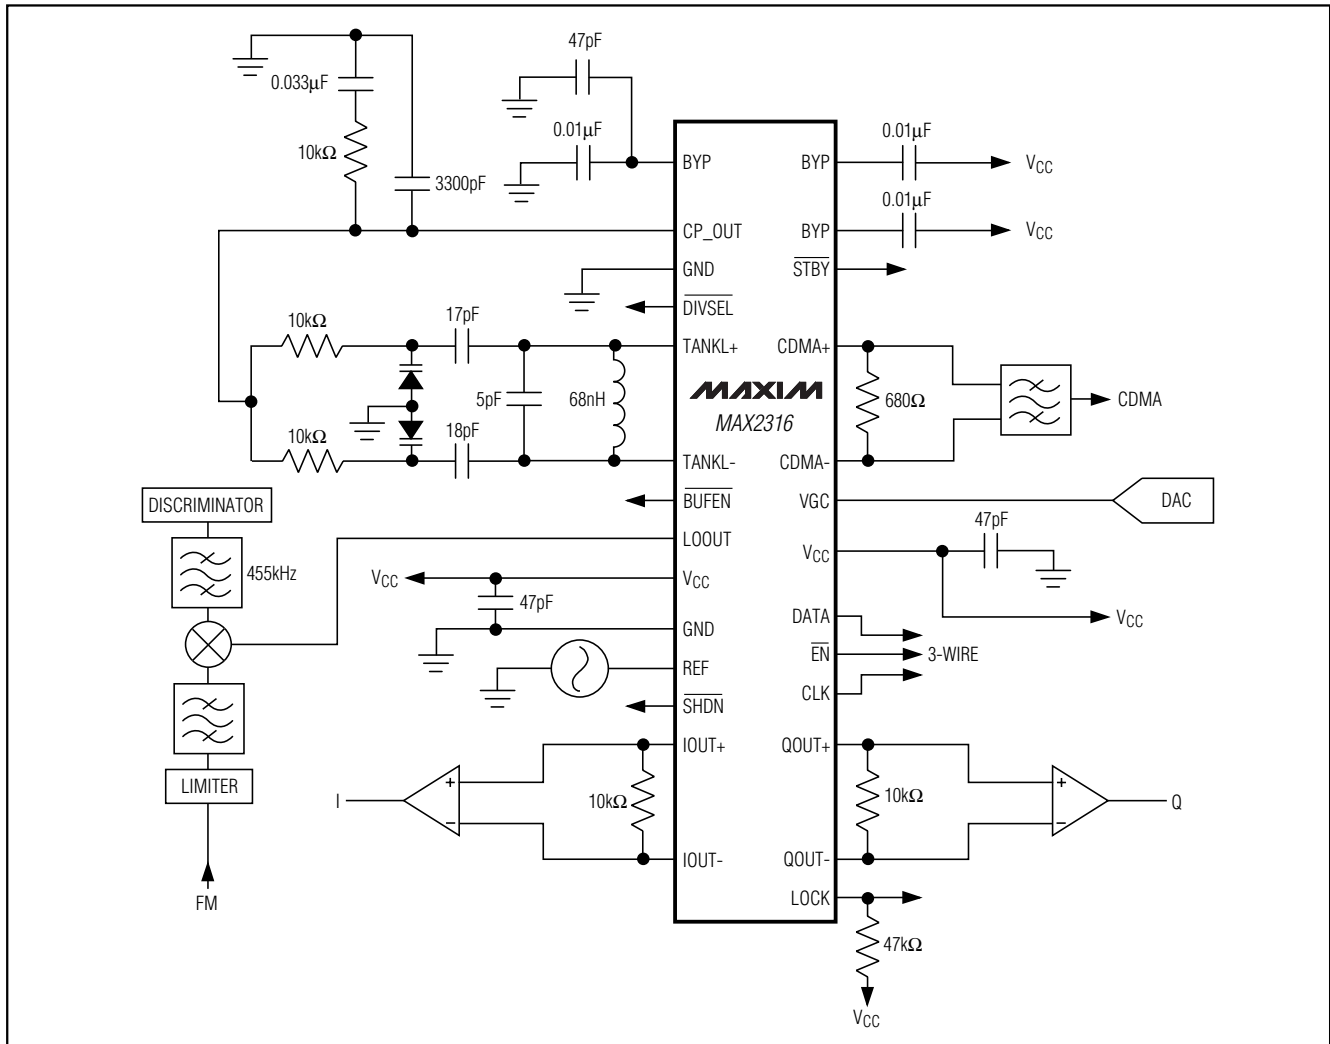 47pF
0.033µF
10kΩ
3300pF
0.01µF
0.01µF
VCC
0.01µF
VCC
BYP
CP_OUT
GND
DIVSEL
TANKL+
TANKL-
BUFEN
LOOUT
VCC
GND
REF
SHDN
IOUT+
IOUT-
BYP
BYP
STBY
CDMA+
CDMA-
VGC
VCC
DATA
EN
CLK
QOUT+
QOUT-
LOCK
MAXIM
MAX2316
10kΩ
17pF
5pF
68nH
10kΩ
18pF
680Ω
CDMA
DAC
47pF
VCC
3-WIRE
DISCRIMINATOR
455kHz
VCC
47pF
LIMITER
FM
I
+
−
10kΩ
10kΩ
+
−
Q
47kΩ
VCC